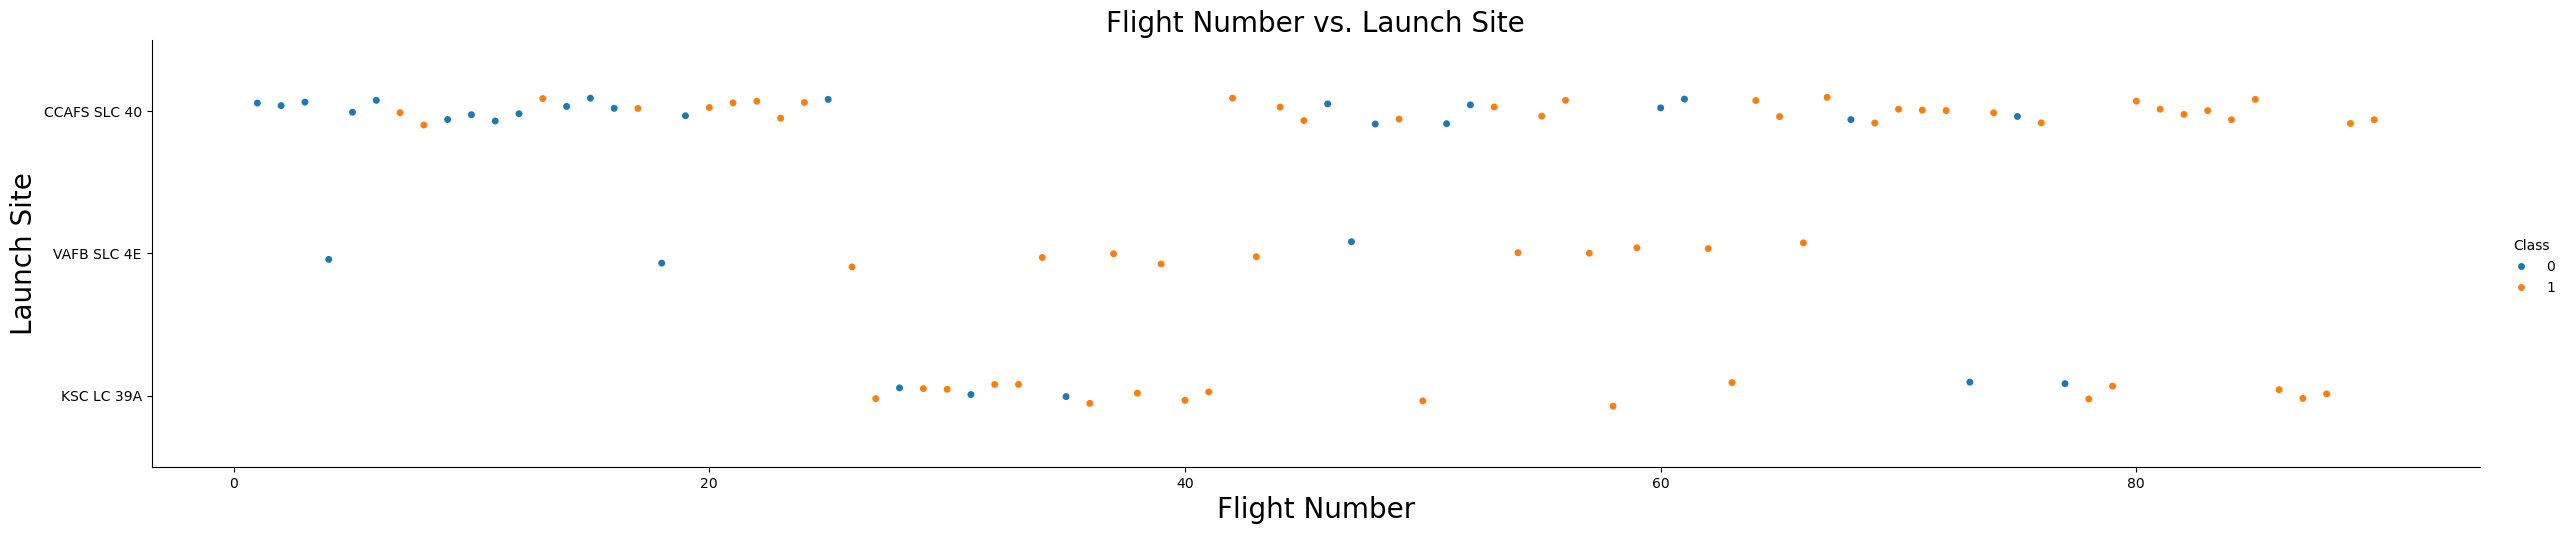 Flight Number vs. Launch Site
Launch Site
CCAFS SLC 40
VAFB SLC 4E
KSC LC 39A
0 20 40 60 80
Flight Number
Class
0
1